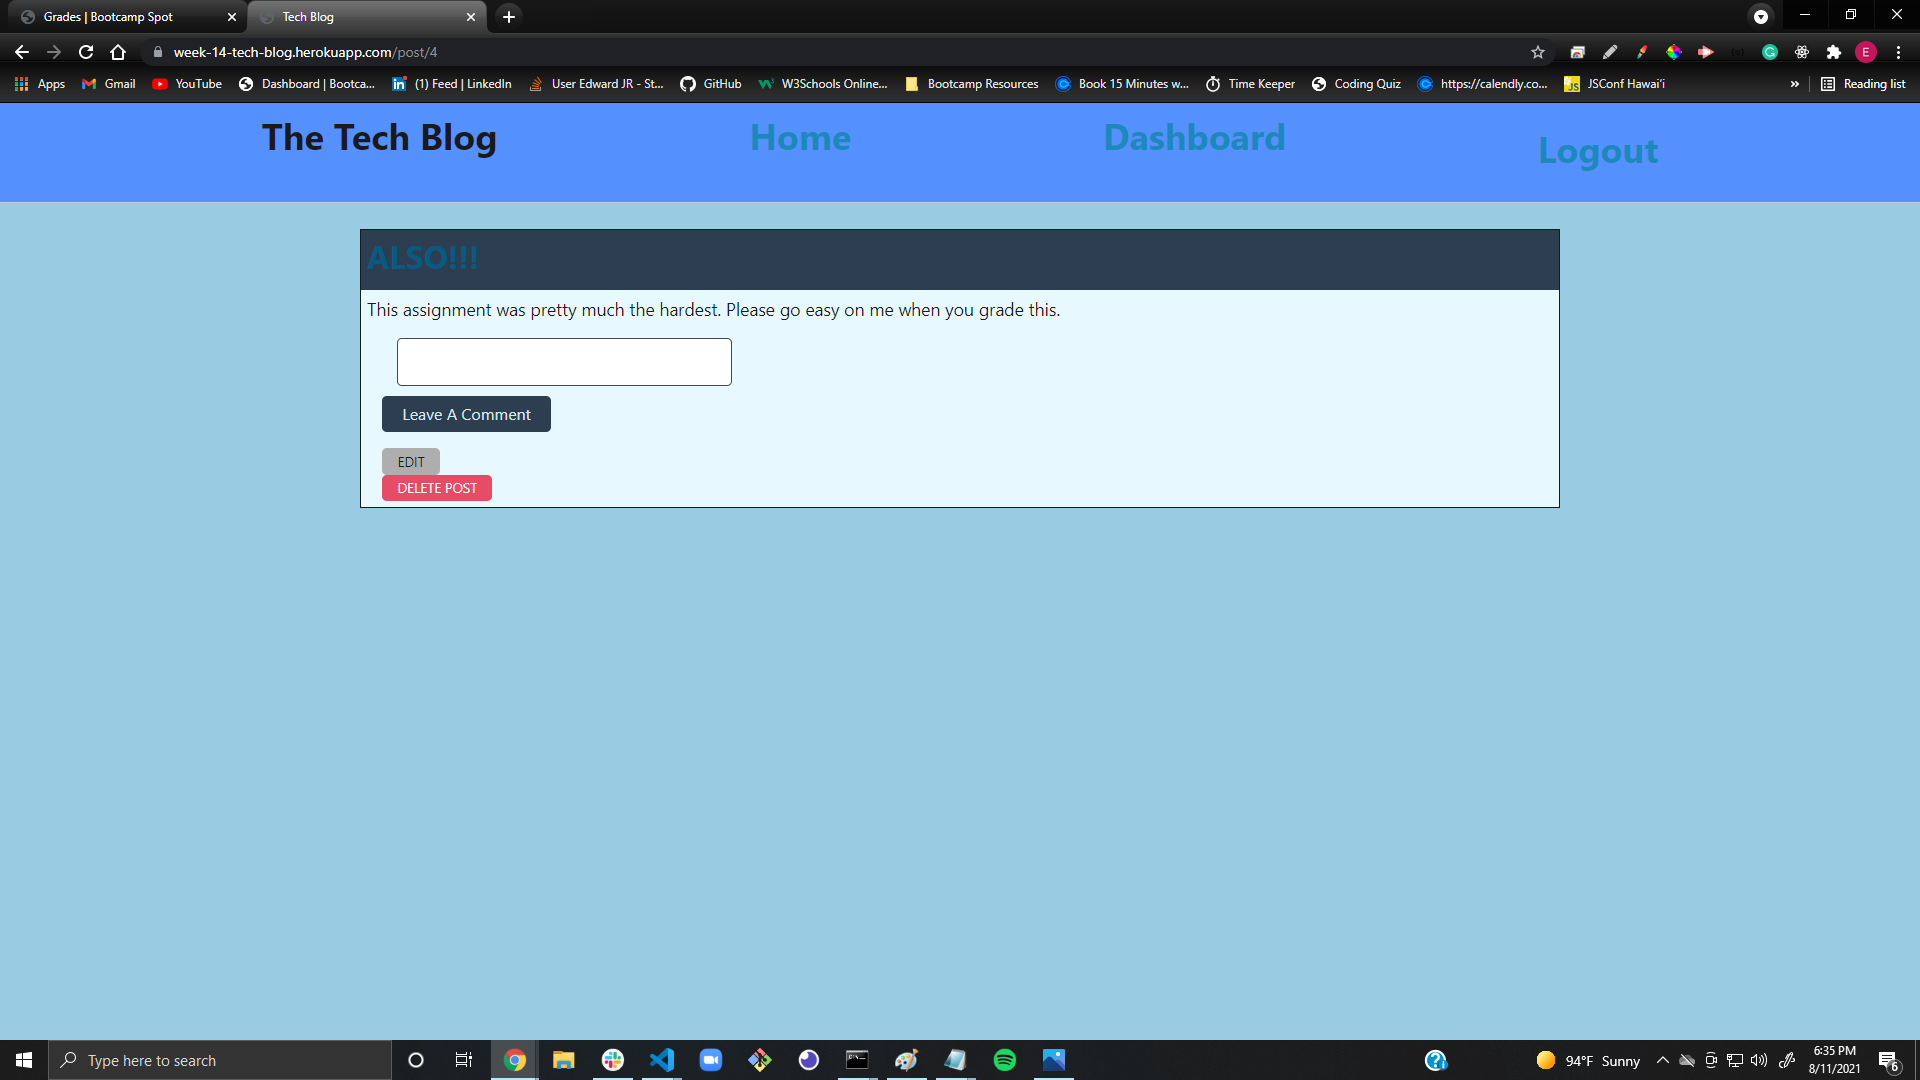 Grades | Bootcamp Spot
Tech Blog
week-14-tech-blog.herokuapp.com/post/4
E
Apps
Gmail
YouTube
Dashboard | Bootca...
(1) Feed | LinkedIn
User Edward JR - St...
GitHub
W3Schools Online...
Bootcamp Resources
Book 15 Minutes w...
Time Keeper
Coding Quiz
https://calendly.co...
JSConf Hawai'i
»
Reading list
The Tech Blog
Home
Dashboard
Logout
ALSO!!!
This assignment was pretty much the hardest. Please go easy on me when you grade this.
Leave A Comment
EDIT
DELETE POST
Type here to search
94°F Sunny
6:35 PM
8/11/2021
6